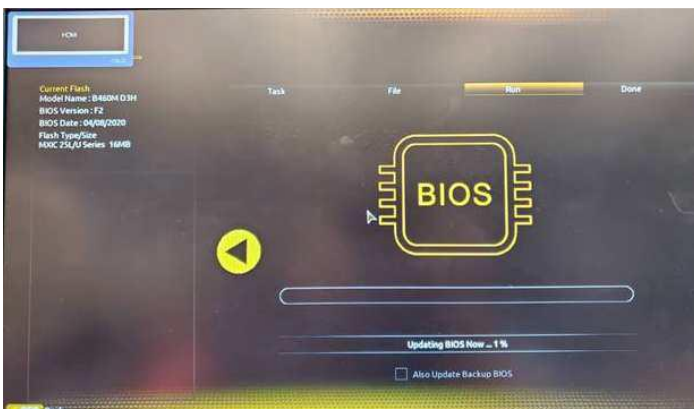 HDMI
Current Flash
Model Name : B460M D3H
BIOS Version : F2
BIOS Date : 04/08/2020
Flash Type/Size
MXIC 25L/U Series 16MB
Task
File
Run
Done
BIOS
Updating BIOS Now ... 1 %
Also Update Backup BIOS